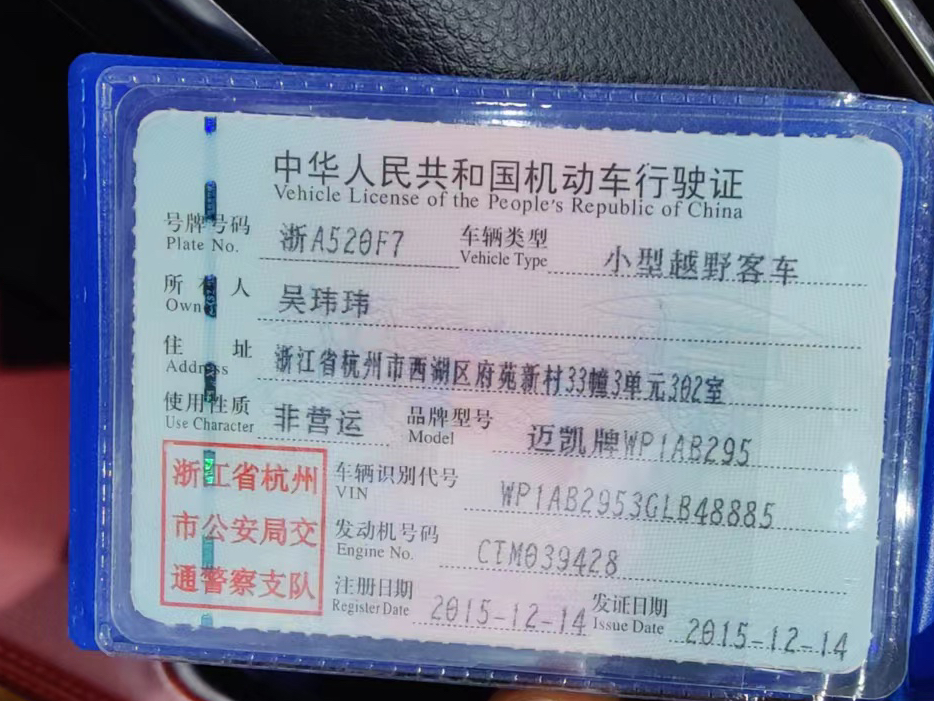 中华人民共和国机动车行驶证
Vehicle License of the People's Republic of China
号牌号码 浙A520F7 车辆类型 小型越野客车
Plate No. Vehicle Type
所有人 吴玮玮
Owner
住址 浙江省杭州市西湖区府苑新村33幢3单元302室
Address
使用性质 非营运 品牌型号 迈凯牌WP1AB295
Use Character Model
浙江省杭州
市公安局交
通警察支队
车辆识别代号 WP1AB2953GLB48885
VIN
发动机号码 CTM039428
Engine No.
注册日期 2015-12-14 发证日期 2015-12-14
Register Date Issue Date